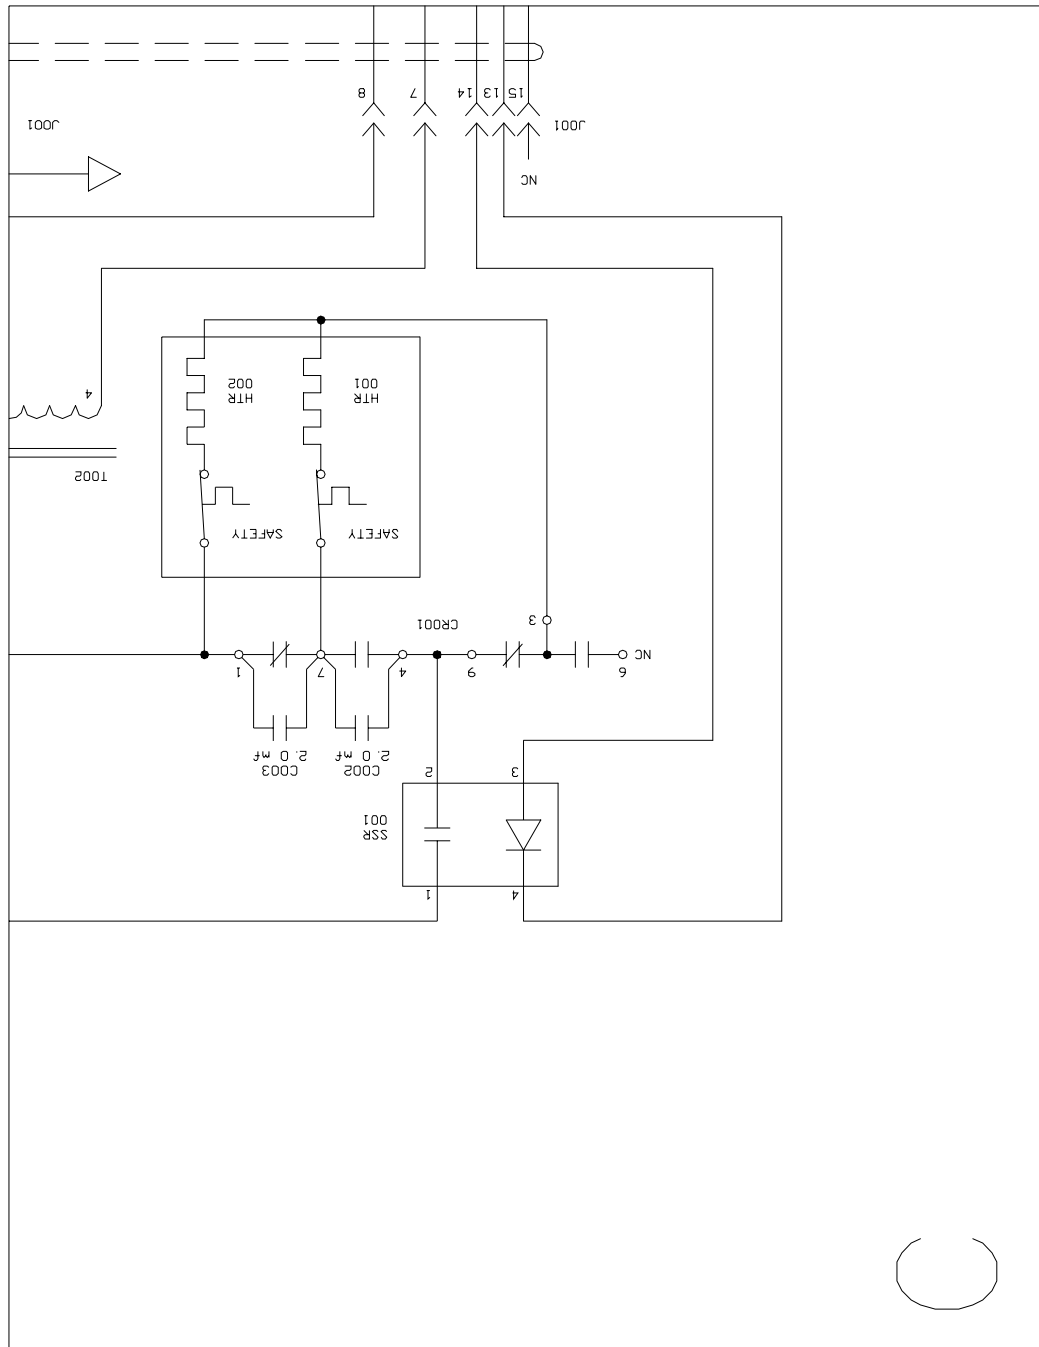 4
1
SSR
001
3
2
C002
2.0 mf
C003
2.0 mf
NC
9
6
4
7
1
3
CR001
SAFETY
SAFETY
T002
HTR
001
HTR
002
4
NC
J001
J001
15
13
14
7
8